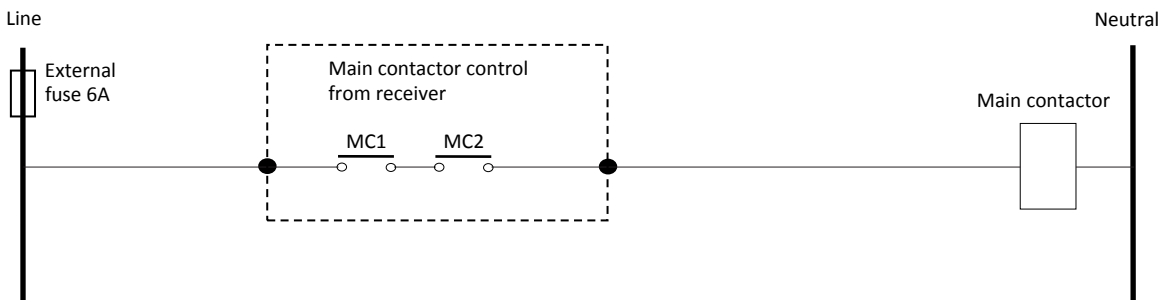 Line
Neutral
External
fuse 6A
Main contactor control
from receiver
Main contactor
MC1 MC2